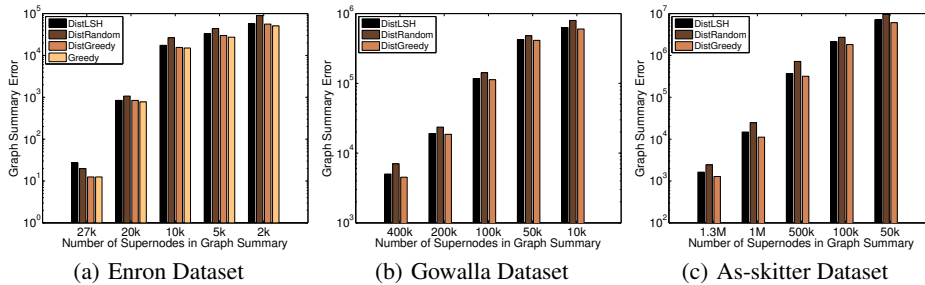 Graph Summary Error
10^5
10^4
10^3
10^2
10^1
10^0
DistLSH
DistRandom
DistGreedy
Greedy
27k 20k 10k 5k 2k
Number of Supernodes in Graph Summary
(a) Enron Dataset
Graph Summary Error
10^6
10^5
10^4
10^3
DistLSH
DistRandom
DistGreedy
400k 200k 100k 50k 10k
Number of Supernodes in Graph Summary
(b) Gowalla Dataset
Graph Summary Error
10^7
10^6
10^5
10^4
10^3
10^2
DistLSH
DistRandom
DistGreedy
1.3M 1M 500k 100k 50k
Number of Supernodes in Graph Summary
(c) As-skitter Dataset